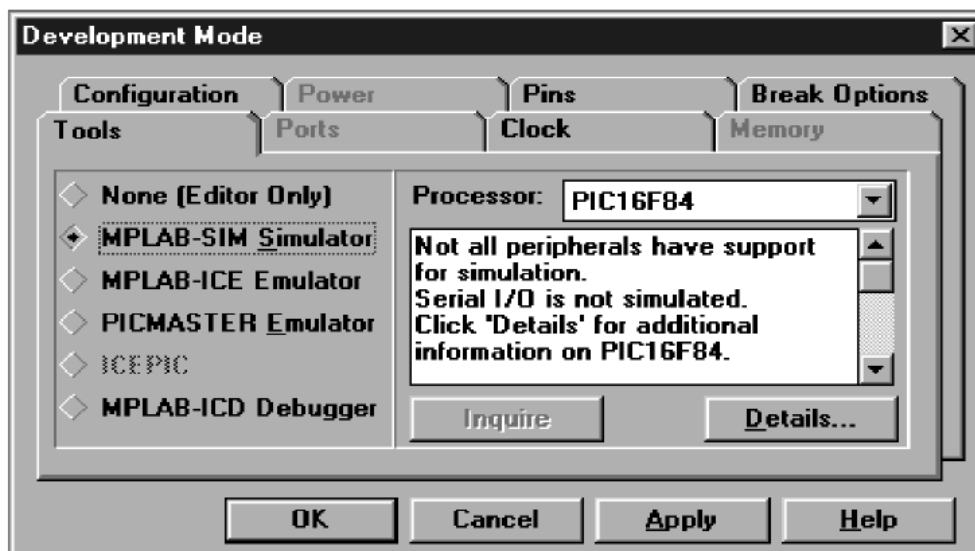 Development Mode
Configuration Power Pins Break Options
Tools Ports Clock Memory
None (Editor Only)
MPLAB-SIM Simulator
MPLAB-ICE Emulator
PICMASTER Emulator
ICEPIC
MPLAB-ICD Debugger
Processor: PIC16F84
Not all peripherals have support
for simulation.
Serial I/O is not simulated.
Click 'Details' for additional
information on PIC16F84.
Inquire Details...
OK Cancel Apply Help